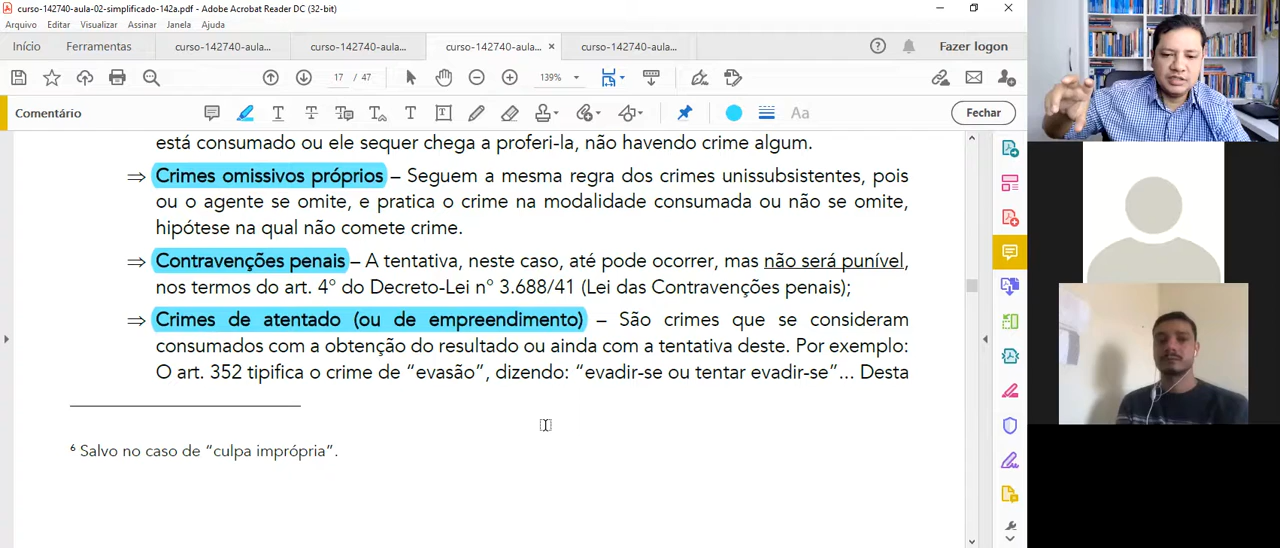 curso-142740-aula-02-simplificado-142a.pdf - Adobe Acrobat Reader DC (32-bit)
Arquivo Editar Visualizar Assinar Janela Ajuda
Início Ferramentas curso-142740-aula... curso-142740-aula... curso-142740-aula... × curso-142740-aula... Fazer logon
17 / 47 139%
Comentário Aa Fechar
está consumado ou ele sequer chega a proferi-la, não havendo crime algum.
⇒ Crimes omissivos próprios – Seguem a mesma regra dos crimes unissubsistentes, pois
ou o agente se omite, e pratica o crime na modalidade consumada ou não se omite,
hipótese na qual não comete crime.
⇒ Contravenções penais – A tentativa, neste caso, até pode ocorrer, mas não será punível,
nos termos do art. 4° do Decreto-Lei n° 3.688/41 (Lei das Contravenções penais);
⇒ Crimes de atentado (ou de empreendimento) – São crimes que se consideram
consumados com a obtenção do resultado ou ainda com a tentativa deste. Por exemplo:
O art. 352 tipifica o crime de “evasão”, dizendo: “evadir-se ou tentar evadir-se”... Desta
⁶ Salvo no caso de “culpa imprópria”.